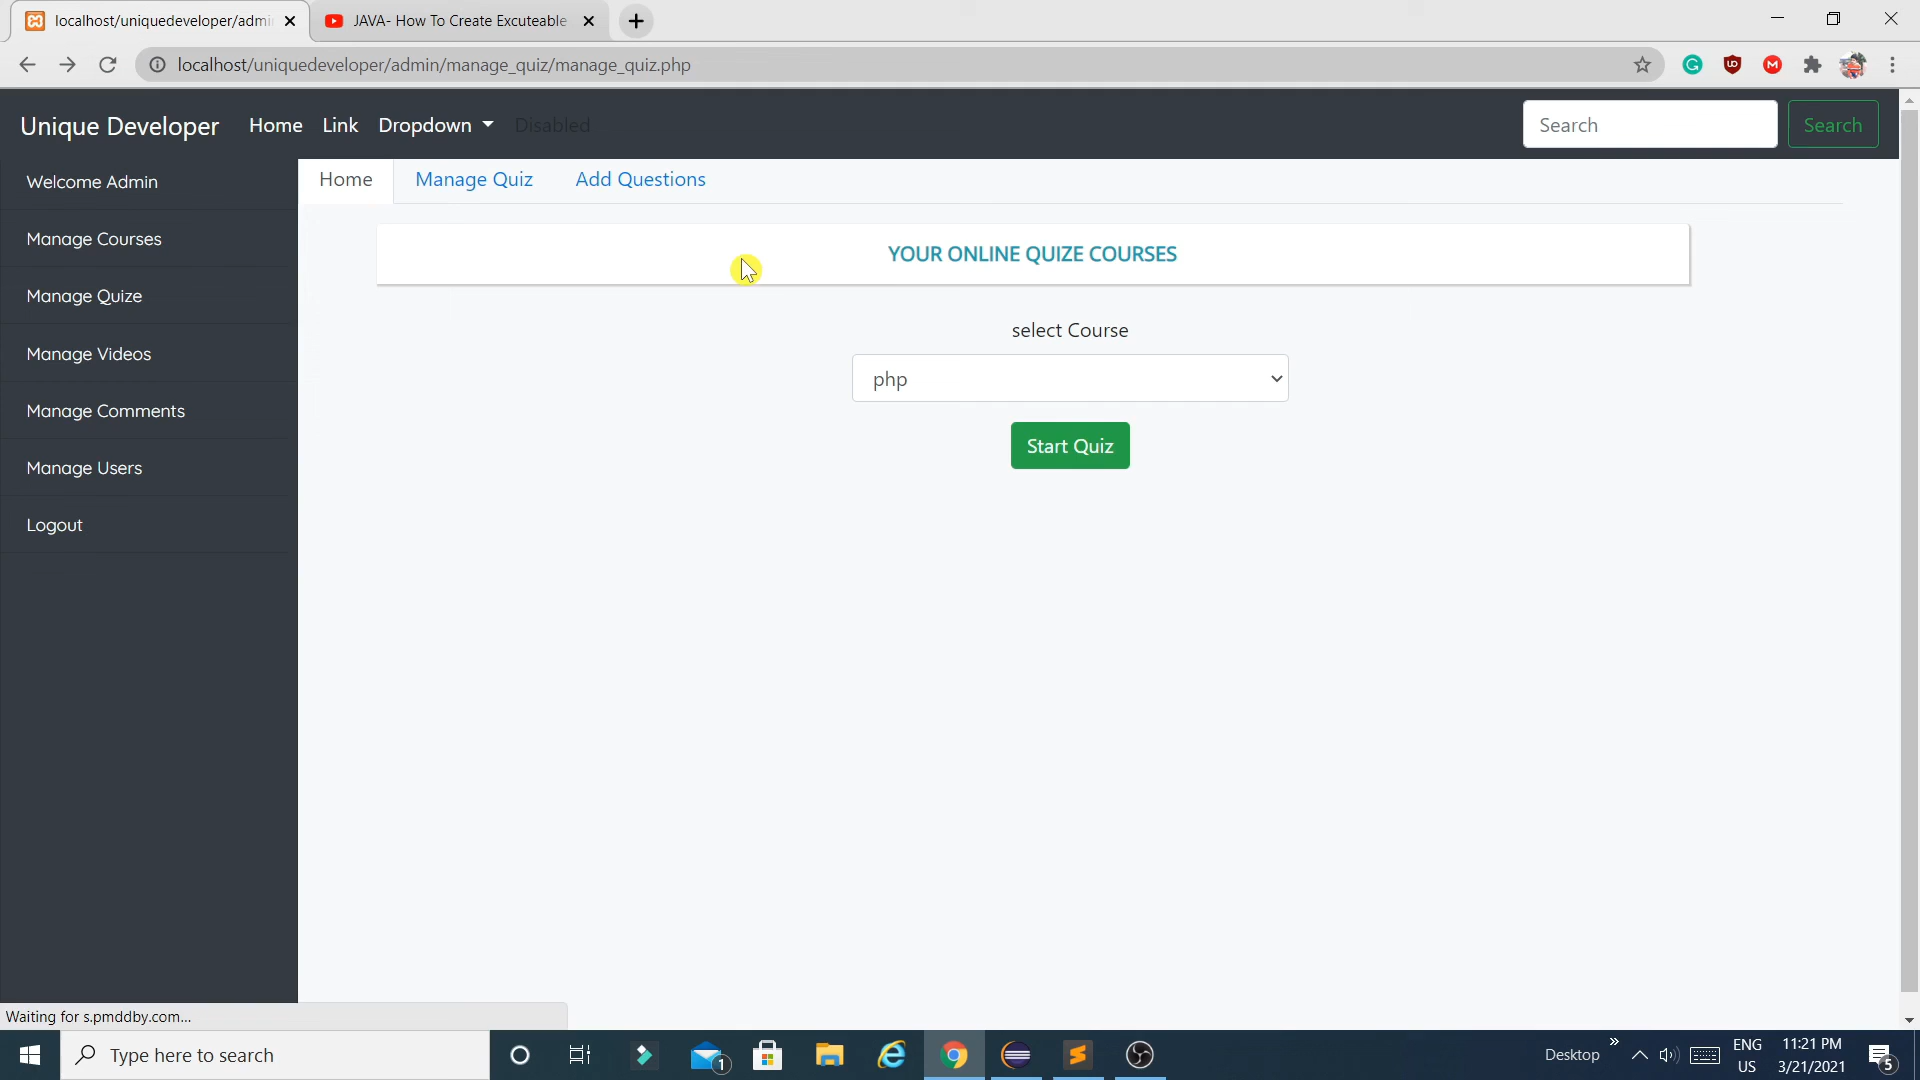 localhost/uniquedeveloper/admi
JAVA- How To Create Excuteable
localhost/uniquedeveloper/admin/manage_quiz/manage_quiz.php
Unique Developer
Home
Link
Dropdown
Disabled
Search
Search
Welcome Admin
Manage Courses
Manage Quize
Manage Videos
Manage Comments
Manage Users
Logout
Home
Manage Quiz
Add Questions
YOUR ONLINE QUIZE COURSES
select Course
php
Start Quiz
Waiting for s.pmddby.com...
Type here to search
1
Desktop
ENG
US
11:21 PM
3/21/2021
5